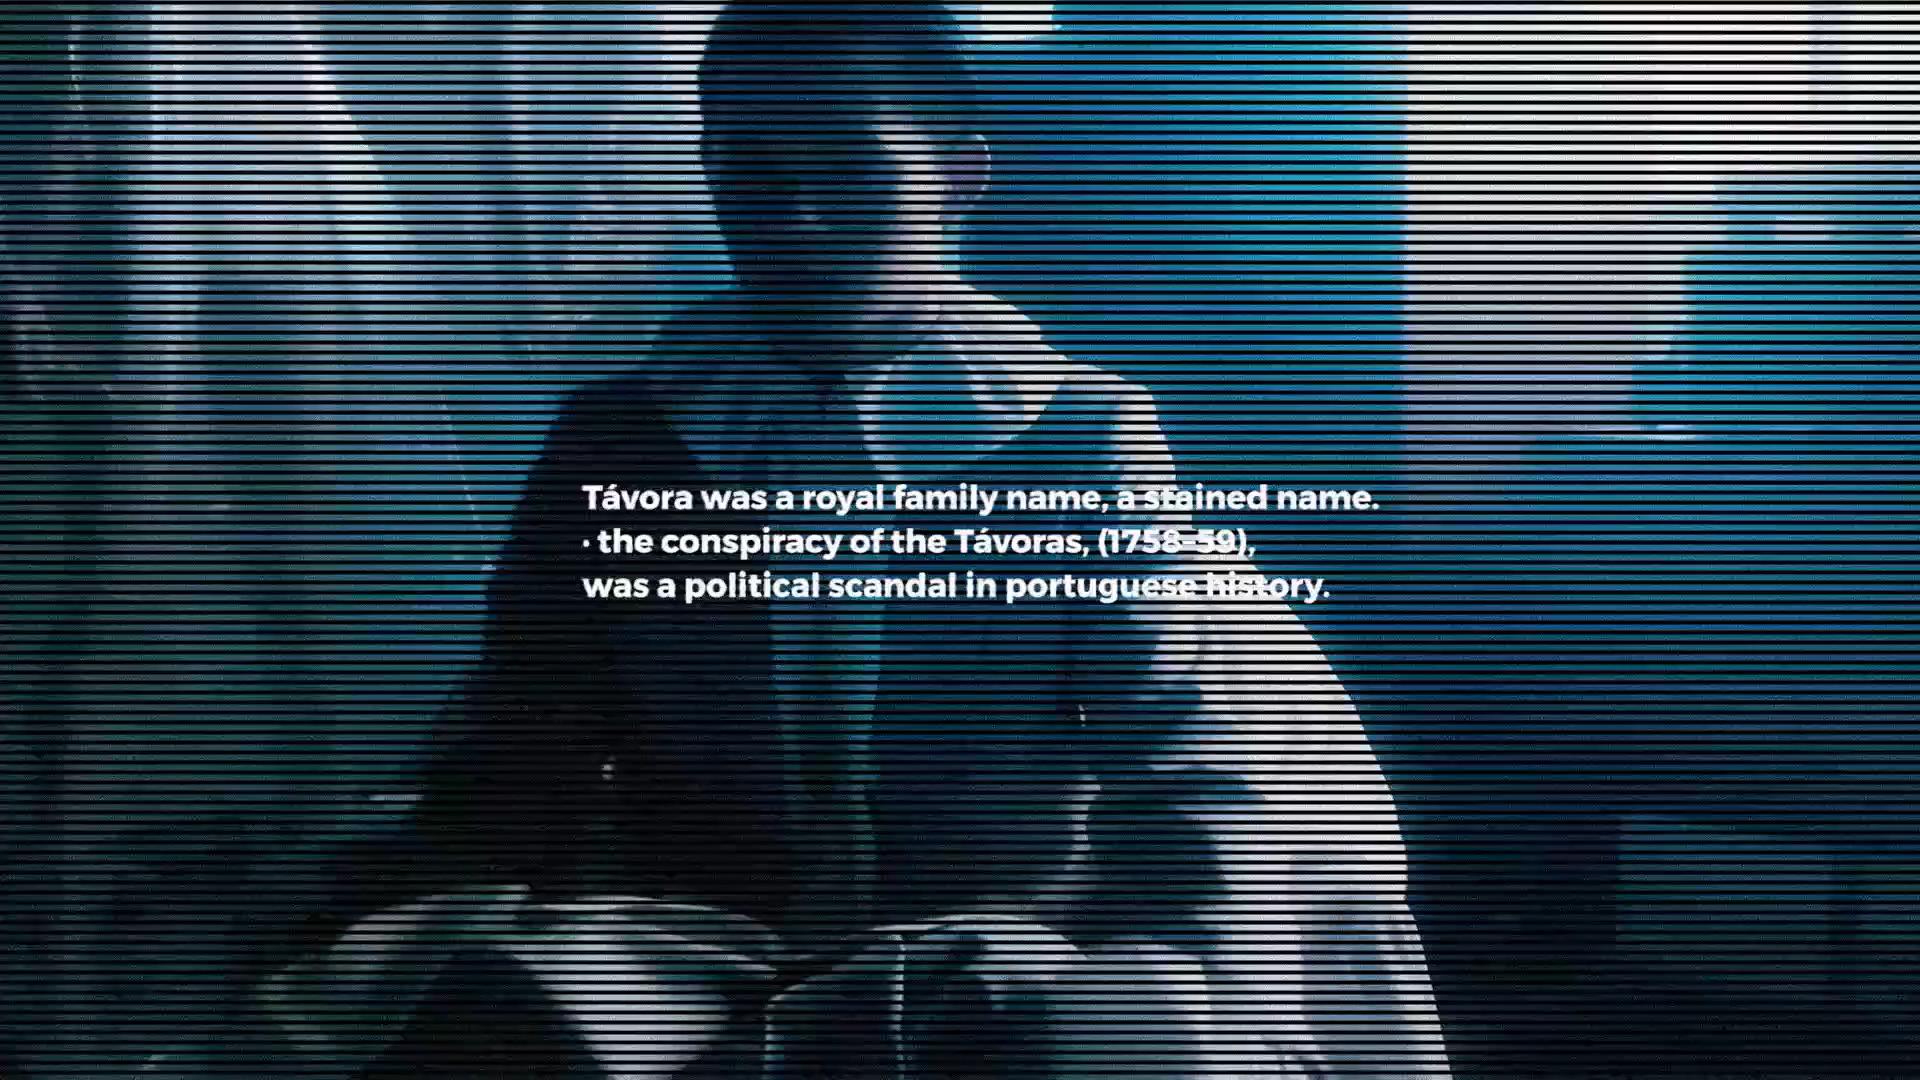 Távora was a royal family name, a stained name.
· the conspiracy of the Távoras, (1758-59),
was a political scandal in portuguese history.